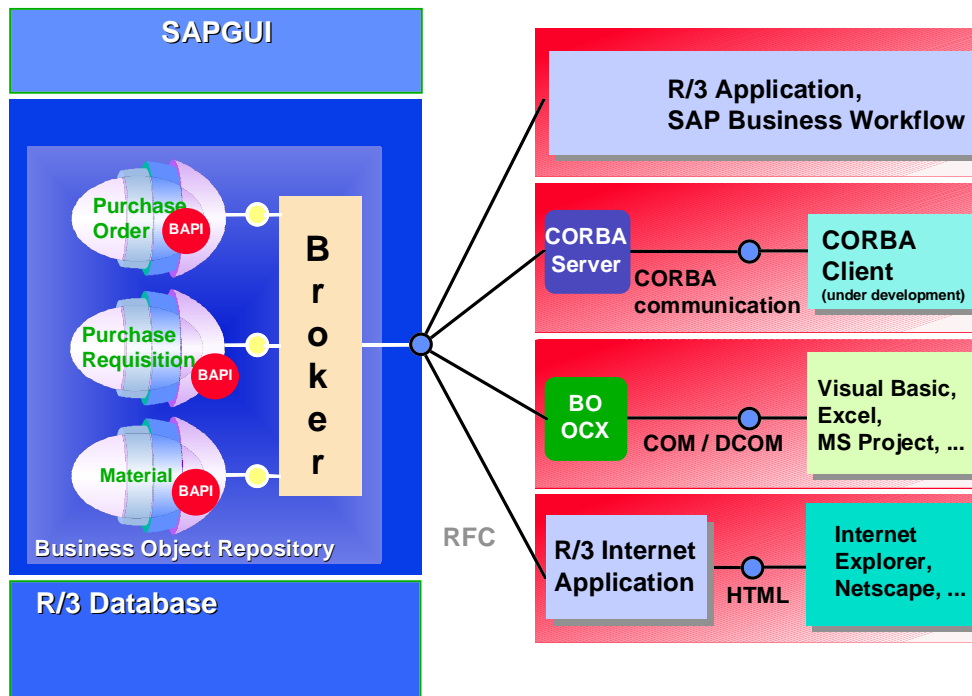 SAPGUI
Purchase
Order
BAPI
Purchase
Requisition
BAPI
Material
BAPI
B
r
o
k
e
r
Business Object Repository
R/3 Database
RFC
R/3 Application,
SAP Business Workflow
CORBA
Server
CORBA
communication
CORBA
Client
(under development)
BO
OCX
COM / DCOM
Visual Basic,
Excel,
MS Project, ...
R/3 Internet
Application
HTML
Internet
Explorer,
Netscape, ...